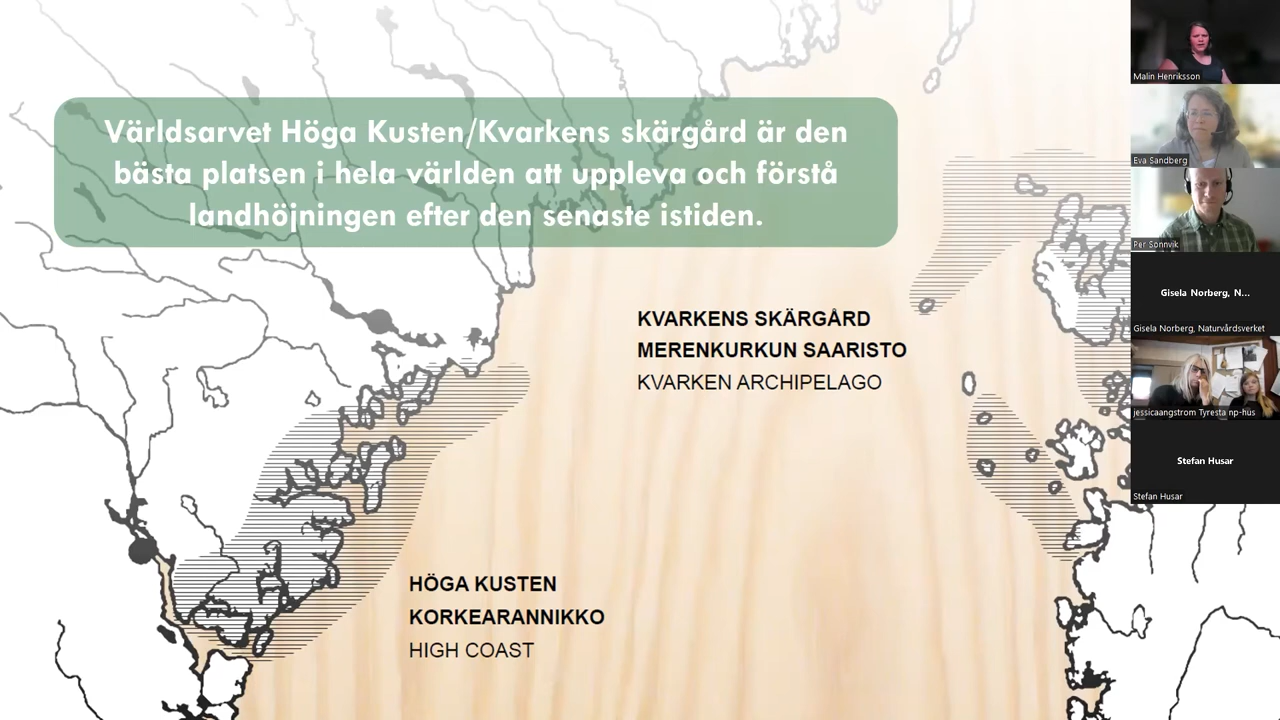 Världsarvet Höga Kusten/Kvarkens skärgård är den
bästa platsen i hela världen att uppleva och förstå
landhöjningen efter den senaste istiden.
KVARKENS SKÄRGÅRD
MERENKURKUN SAARISTO
KVARKEN ARCHIPELAGO
HÖGA KUSTEN
KORKEARANNIKKO
HIGH COAST
Malin Henriksson
Eva Sandberg
Per Sonnvik
Gisela Norberg, N...
Gisela Norberg, Naturvårdsverket
jessicaangstrom Tyresta np-hus
Stefan Husar
Stefan Husar